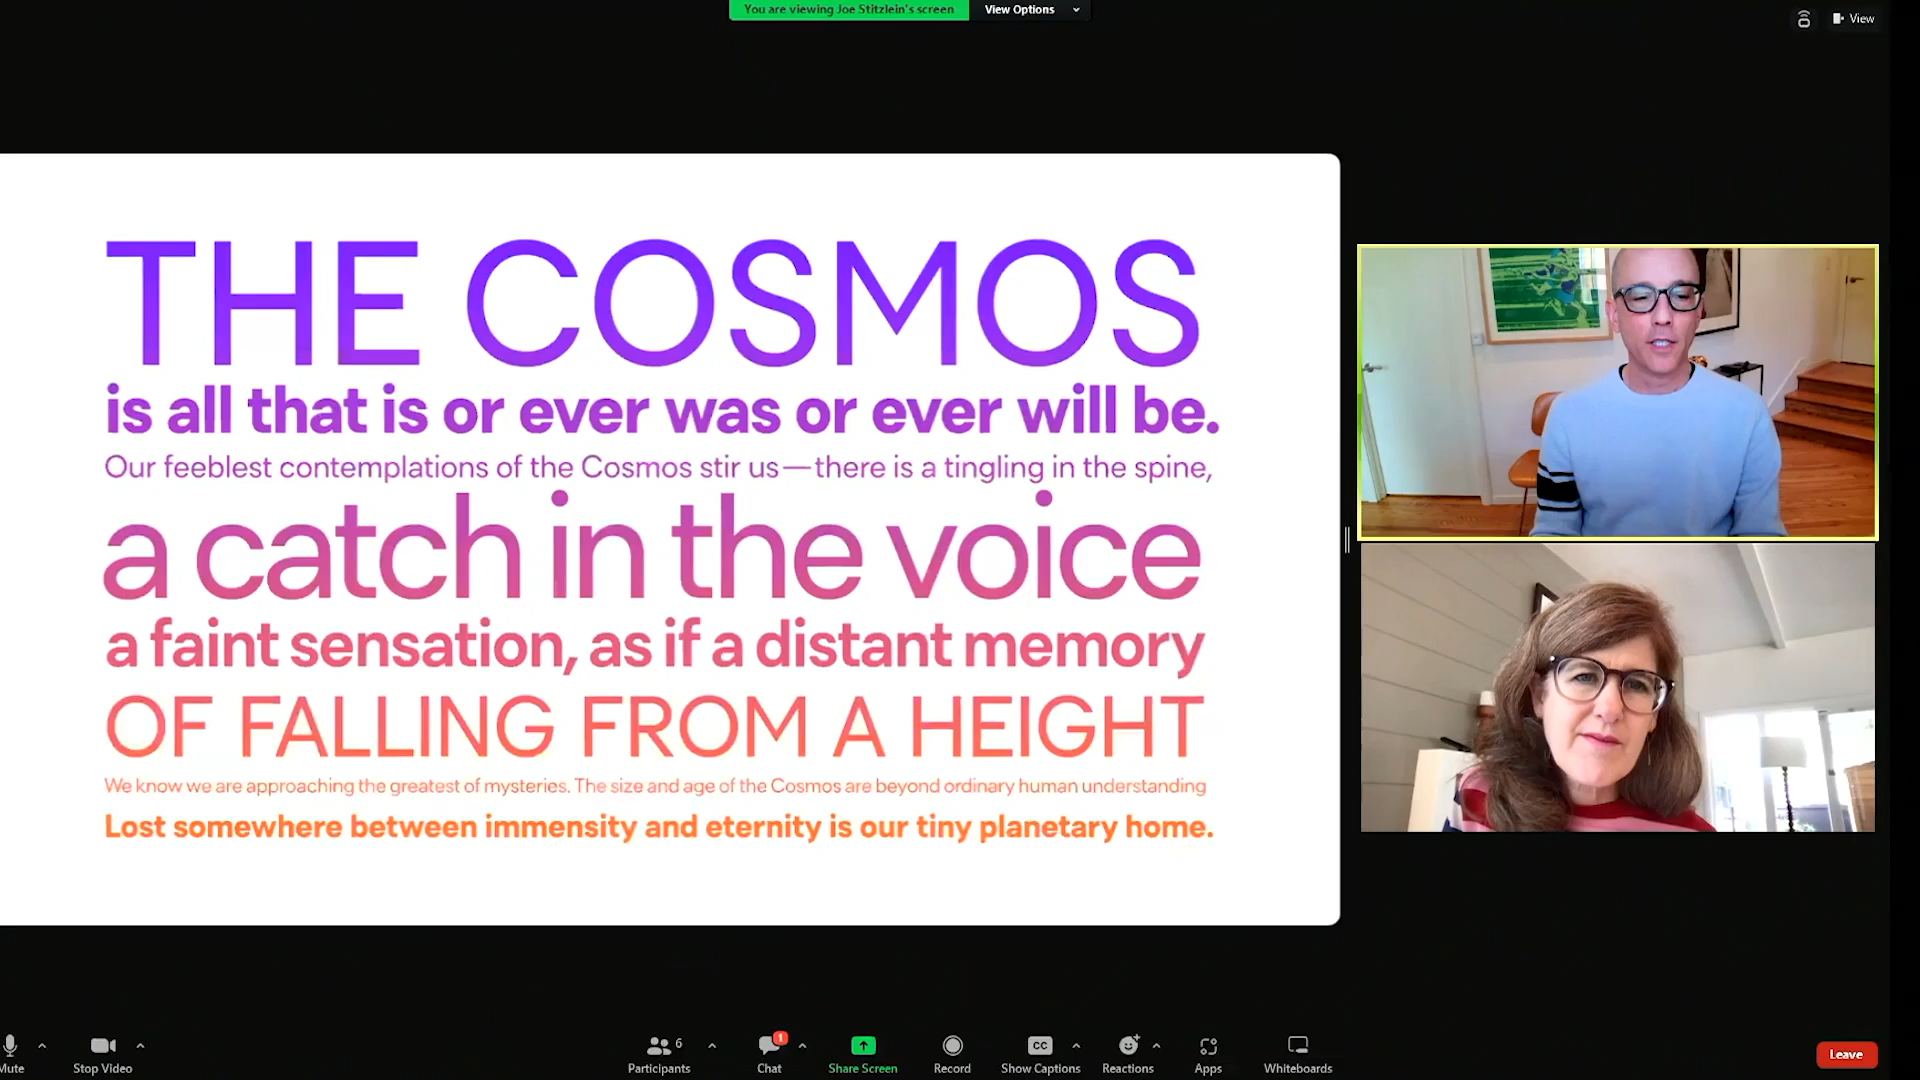 You are viewing Joe Stitzlein's screen
View Options
View
THE COSMOS
is all that is or ever was or ever will be.
Our feeblest contemplations of the Cosmos stir us—there is a tingling in the spine,
a catch in the voice
a faint sensation, as if a distant memory
OF FALLING FROM A HEIGHT
We know we are approaching the greatest of mysteries. The size and age of the Cosmos are beyond ordinary human understanding
Lost somewhere between immensity and eternity is our tiny planetary home.
6
1
CC
Mute
Stop Video
Participants
Chat
Share Screen
Record
Show Captions
Reactions
Apps
Whiteboards
Leave